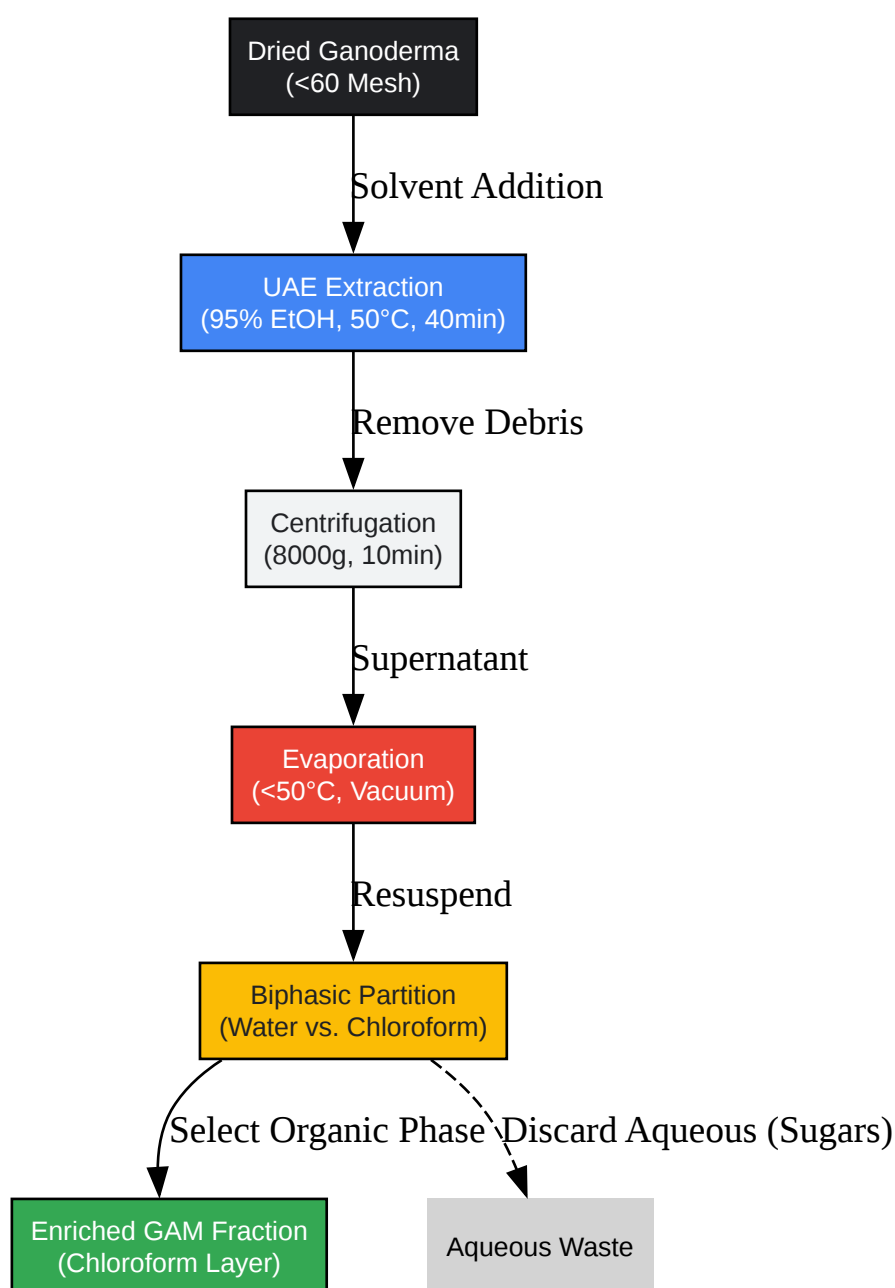 Dried Ganoderma
(<60 Mesh)
Solvent Addition
UAE Extraction
(95% EtOH, 50°C, 40min)
Remove Debris
Centrifugation
(8000g, 10min)
Supernatant
Evaporation
(<50°C, Vacuum)
Resuspend
Biphasic Partition
(Water vs. Chloroform)
Select Organic Phase
Discard Aqueous (Sugars)
Enriched GAM Fraction
(Chloroform Layer)
Aqueous Waste